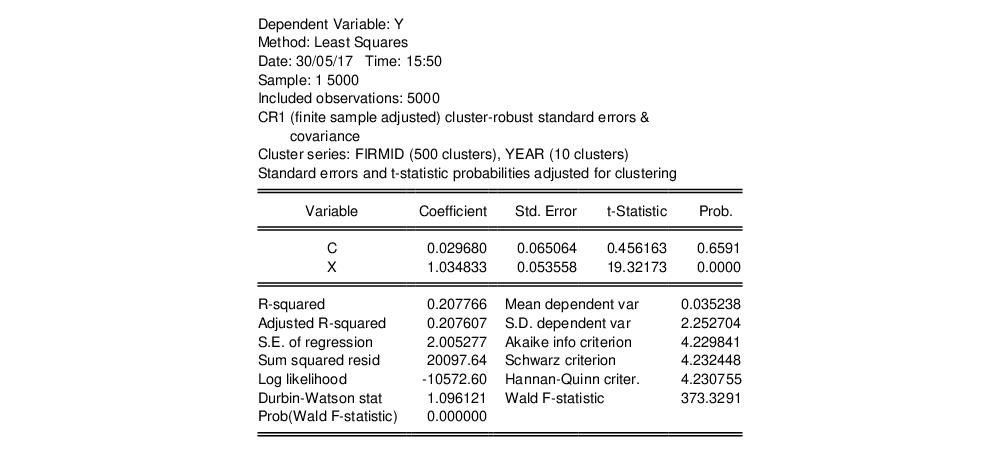 Dependent Variable: Y
Method: Least Squares
Date: 30/05/17 Time: 15:50
Sample: 1 5000
Included observations: 5000
CR1 (finite sample adjusted) cluster-robust standard errors &
covariance
Cluster series: FIRMID (500 clusters), YEAR (10 clusters)
Standard errors and t-statistic probabilities adjusted for clustering
Variable Coefficient Std. Error t-Statistic Prob.
C 0.029680 0.065064 0.456163 0.6591
X 1.034833 0.053558 19.32173 0.0000
R-squared 0.207766 Mean dependent var 0.035238
Adjusted R-squared 0.207607 S.D. dependent var 2.252704
S.E. of regression 2.005277 Akaike info criterion 4.229841
Sum squared resid 20097.64 Schwarz criterion 4.232448
Log likelihood -10572.60 Hannan-Quinn criter. 4.230755
Durbin-Watson stat 1.096121 Wald F-statistic 373.3291
Prob(Wald F-statistic) 0.000000